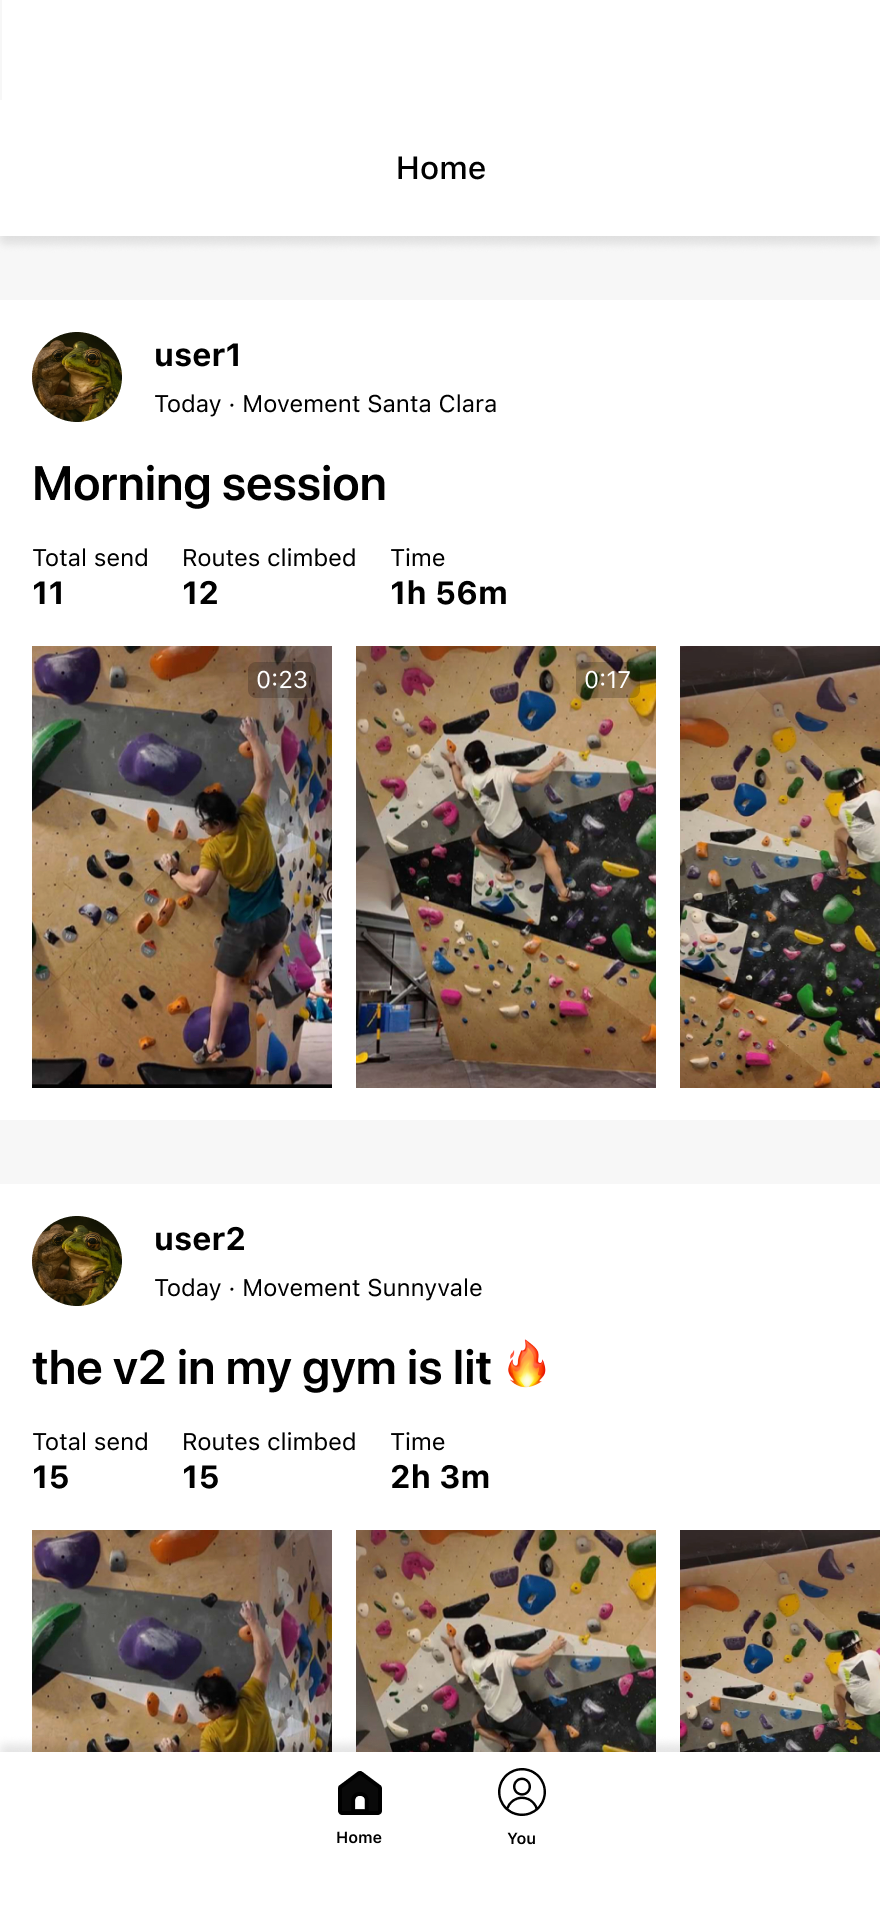 Home
user1
Today · Movement Santa Clara
Morning session
Total send Routes climbed Time
11 12 1h 56m
0:23 0:17
user2
Today · Movement Sunnyvale
the v2 in my gym is lit 🔥
Total send Routes climbed Time
15 15 2h 3m
Home You